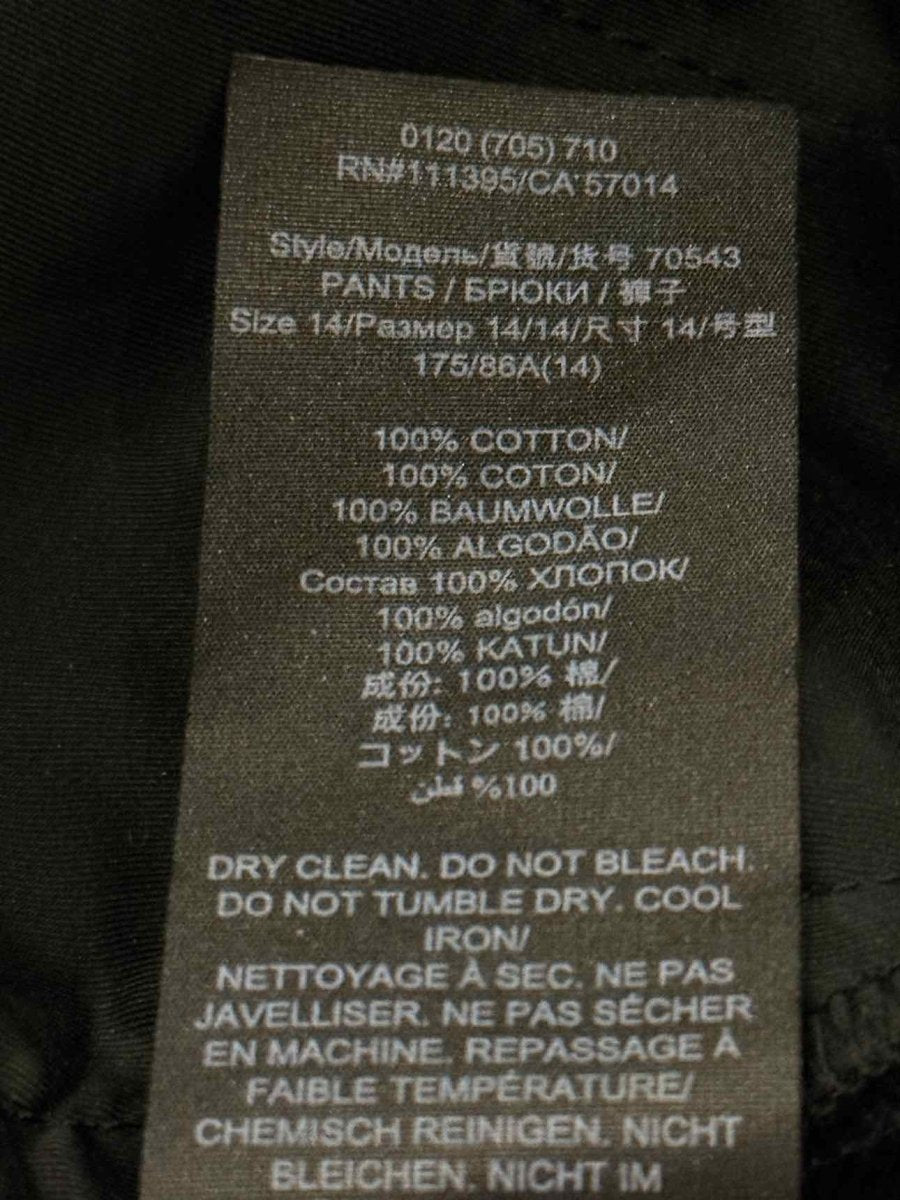 0120 (705) 710
RN#111395/CA 57014
Style/Модель/貨號/货号 70543
PANTS / БРЮКИ / 褲子
Size 14/Размер 14/14/尺寸 14/号型
175/86A(14)
100% COTTON/
100% COTON/
100% BAUMWOLLE/
100% ALGODÃO/
Состав 100% ХЛОПОК/
100% algodón/
100% KATUN/
成份: 100% 棉/
成份: 100% 棉/
コットン 100%/
100% قطن
DRY CLEAN. DO NOT BLEACH.
DO NOT TUMBLE DRY. COOL
IRON/
NETTOYAGE À SEC. NE PAS
JAVELLISER. NE PAS SÉCHER
EN MACHINE. REPASSAGE À
FAIBLE TEMPÉRATURE/
CHEMISCH REINIGEN. NICHT
BLEICHEN. NICHT IM